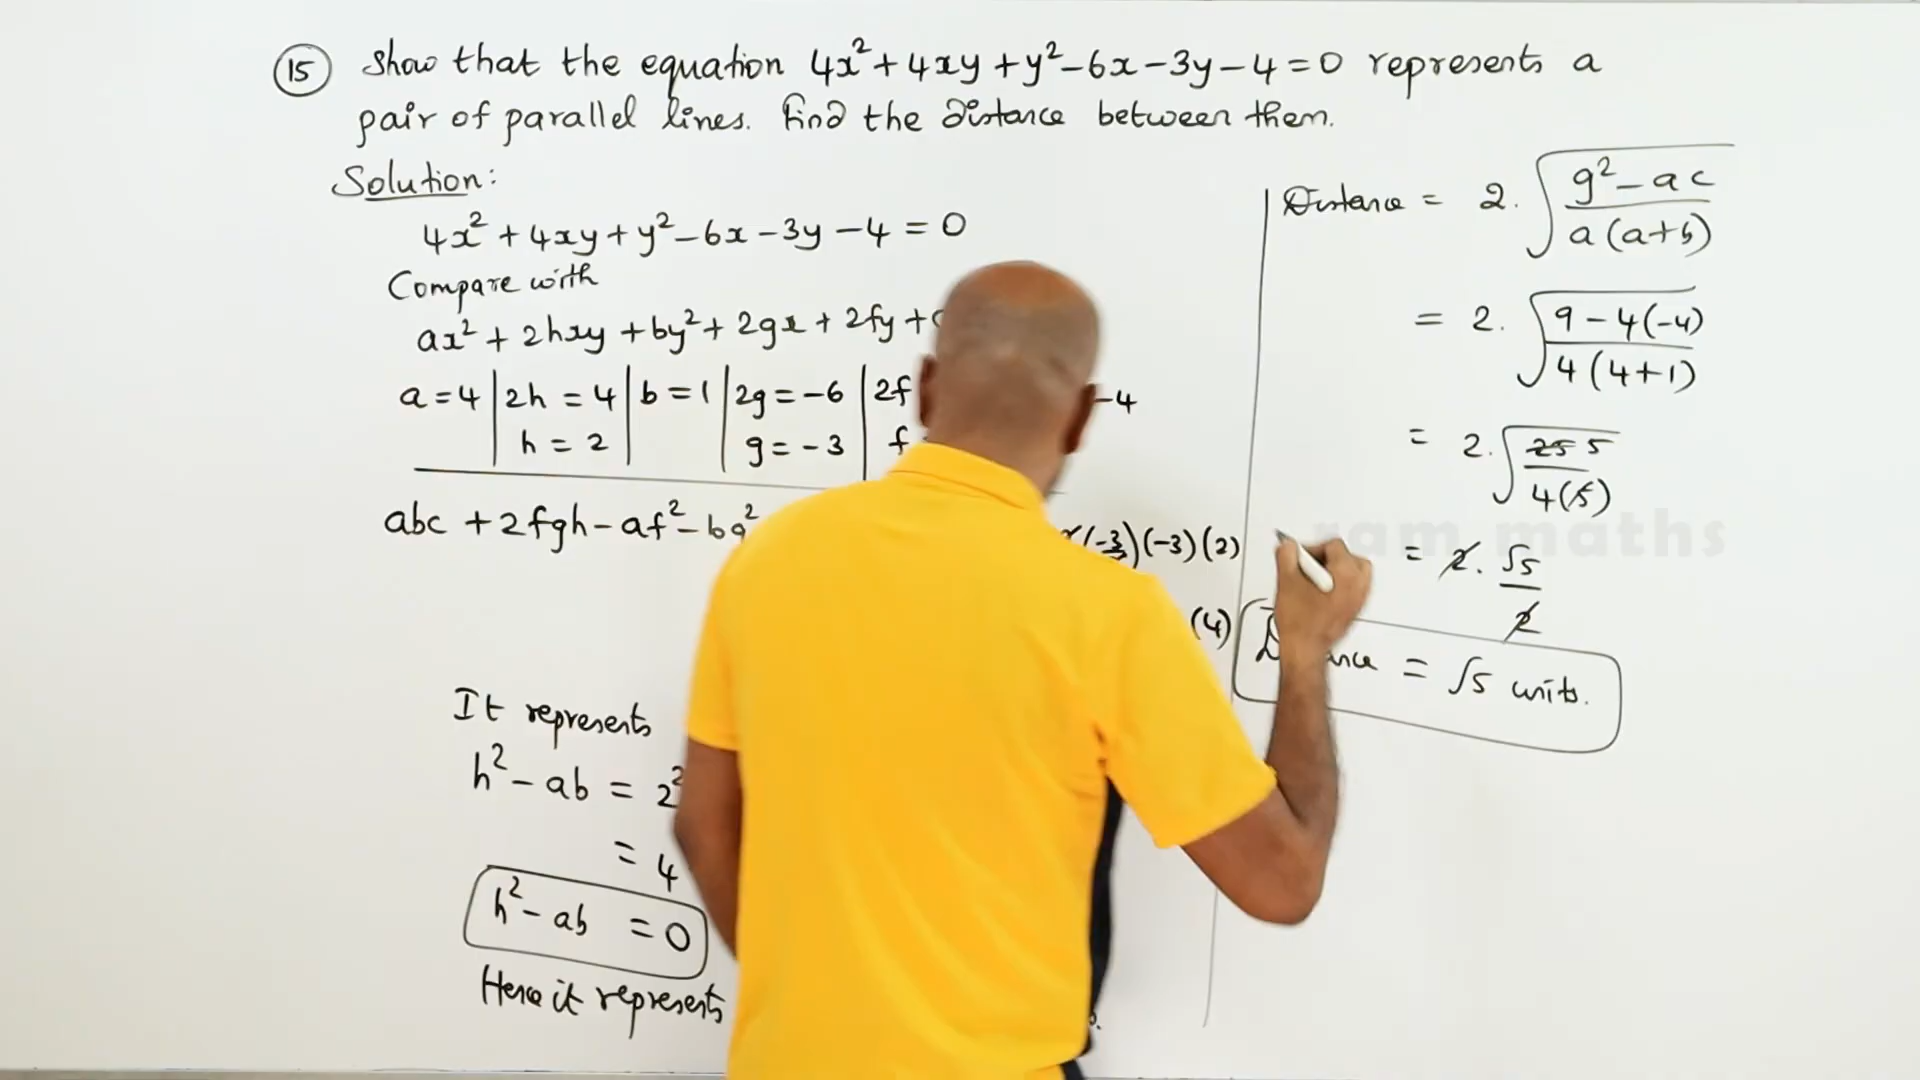 15 Show that the equation 4x²+4xy+y²-6x-3y-4=0 represents a
pair of parallel lines. Find the distance between them.
Solution:
4x²+4xy+y²-6x-3y-4=0
Compare with
ax²+2hxy+by²+2gx+2fy+
a=4 | 2h=4 | b=1 | 2g=-6 | 2f -4
h=2 g=-3 f
abc+2fgh-af²-bg² (-3)(-3)(2)
(4)
It represents
h²-ab = 2²
= 4
h²-ab = 0
Hence it represents
Distance = 2.√(g²-ac / a(a+b))
= 2.√(9-4(-4) / 4(4+1))
= 2.√(25 5 / 4(5))
ram maths
= 2.√5/2
= √5 units.